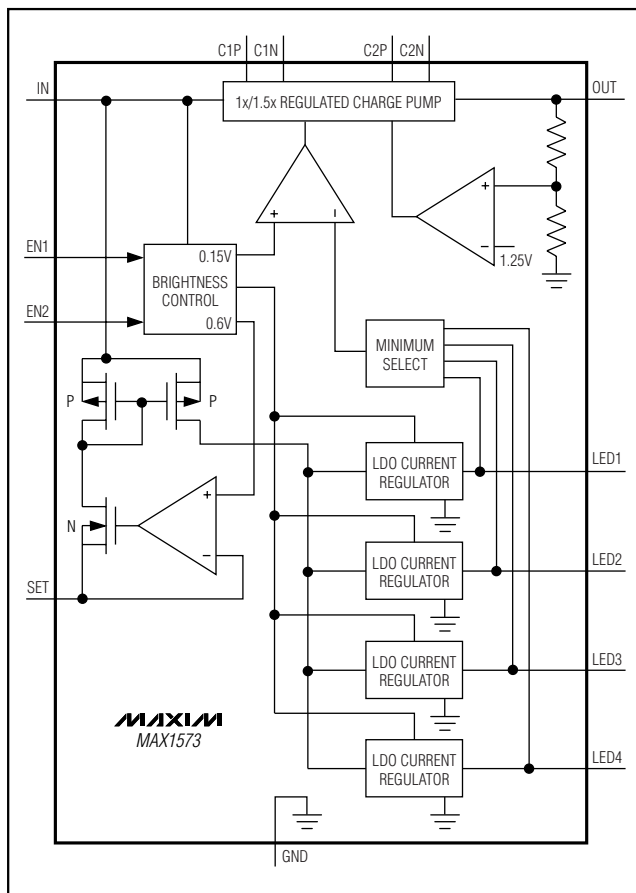 C1P C1N C2P C2N
IN
OUT
1x/1.5x REGULATED CHARGE PUMP
+
+ −
−
1.25V
EN1
0.15V
BRIGHTNESS
CONTROL
EN2
0.6V
MINIMUM
SELECT
P
P
LDO CURRENT
REGULATOR
LED1
+
N
−
LDO CURRENT
REGULATOR
LED2
SET
LDO CURRENT
REGULATOR
LED3
MAXIM
MAX1573
LDO CURRENT
REGULATOR
LED4
GND